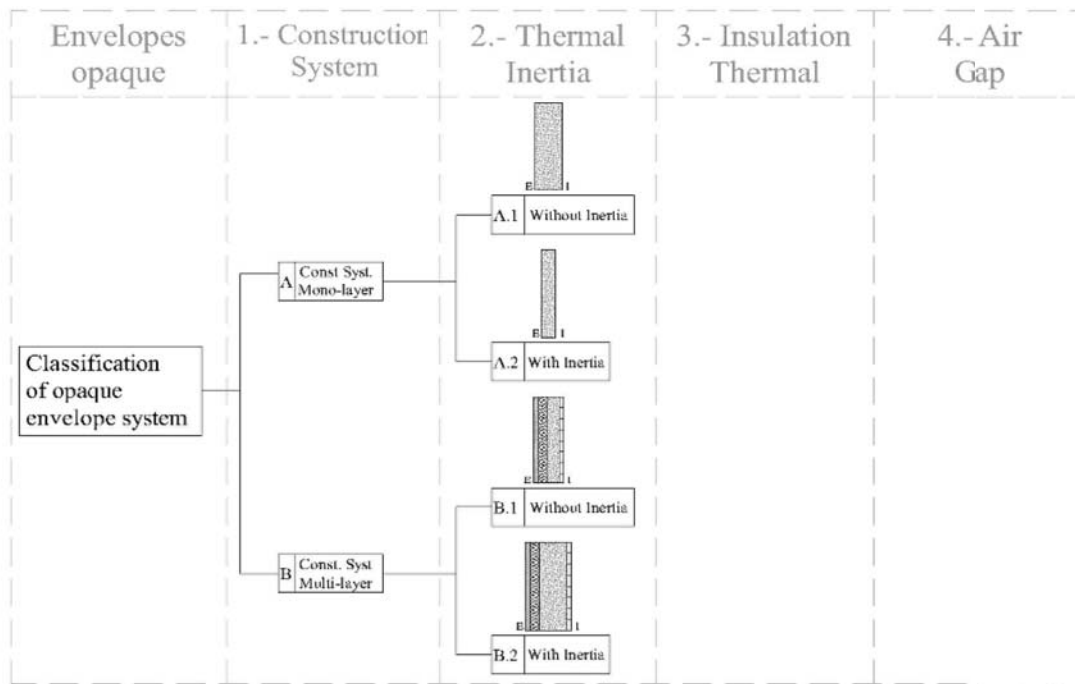 Envelopes
opaque
1.- Construction
System
2.- Thermal
Inertia
3.- Insulation
Thermal
4.- Air
Gap
E I
A.1 Without Inertia
A Const Syst.
Mono-layer
E I
A.2 With Inertia
Classification
of opaque
envelope system
E I
B.1 Without Inertia
B Const. Syst
Multi-layer
E I
B.2 With Inertia